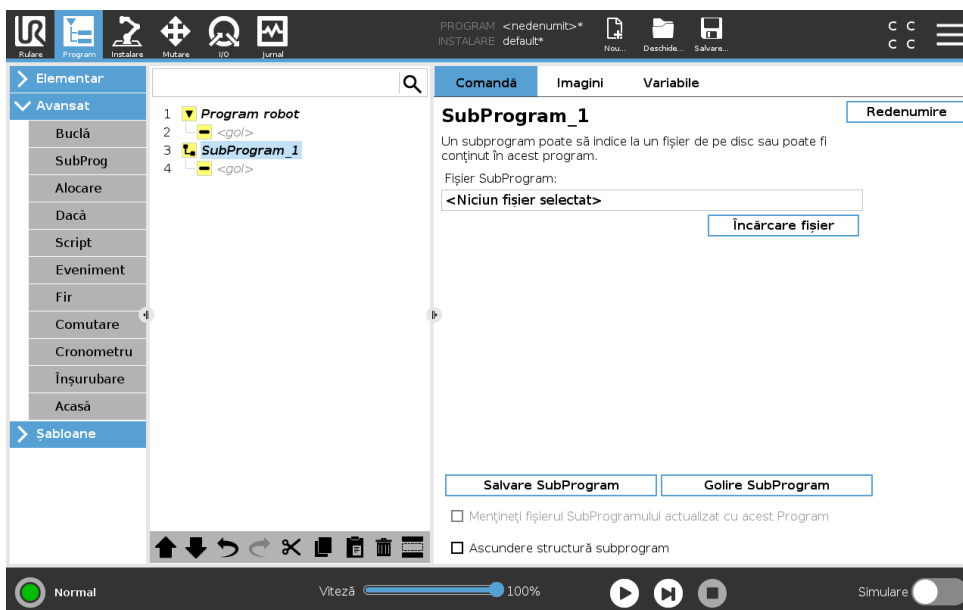 PROGRAM <nedenumit>*
INSTALARE default*
Rulare Program Instalare Mutare I/O Jurnal Nou... Deschide... Salvare...
C C
C C
Elementar
Avansat
Buclă
SubProg
Alocare
Dacă
Script
Eveniment
Fir
Comutare
Cronometru
Înșurubare
Acasă
Șabloane
1 Program robot
2 <gol>
3 SubProgram_1
4 <gol>
Comandă Imagini Variabile
SubProgram_1 Redenumire
Un subprogram poate să indice la un fișier de pe disc sau poate fi
conținut în acest program.
Fișier SubProgram:
<Niciun fișier selectat>
Încărcare fișier
Salvare SubProgram Golire SubProgram
Mențineți fișierul SubProgramului actualizat cu acest Program
Ascundere structură subprogram
Normal Viteză 100% Simulare